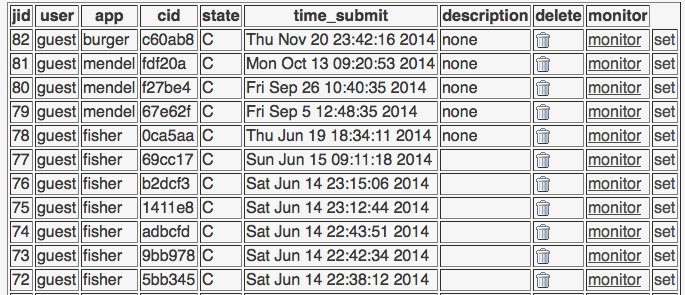 jid user app cid state time_submit description delete monitor
82 guest burger c60ab8 C Thu Nov 20 23:42:16 2014 none monitor set
81 guest mendel fdf20a C Mon Oct 13 09:20:53 2014 none monitor set
80 guest mendel f27be4 C Fri Sep 26 10:40:35 2014 none monitor set
79 guest mendel 67e62f C Fri Sep 5 12:48:35 2014 none monitor set
78 guest fisher 0ca5aa C Thu Jun 19 18:34:11 2014 none monitor set
77 guest fisher 69cc17 C Sun Jun 15 09:11:18 2014 monitor set
76 guest fisher b2dcf3 C Sat Jun 14 23:15:06 2014 monitor set
75 guest fisher 1411e8 C Sat Jun 14 23:12:44 2014 monitor set
74 guest fisher adbcfd C Sat Jun 14 22:43:51 2014 monitor set
73 guest fisher 9bb978 C Sat Jun 14 22:42:34 2014 monitor set
72 guest fisher 5bb345 C Sat Jun 14 22:38:12 2014 monitor set